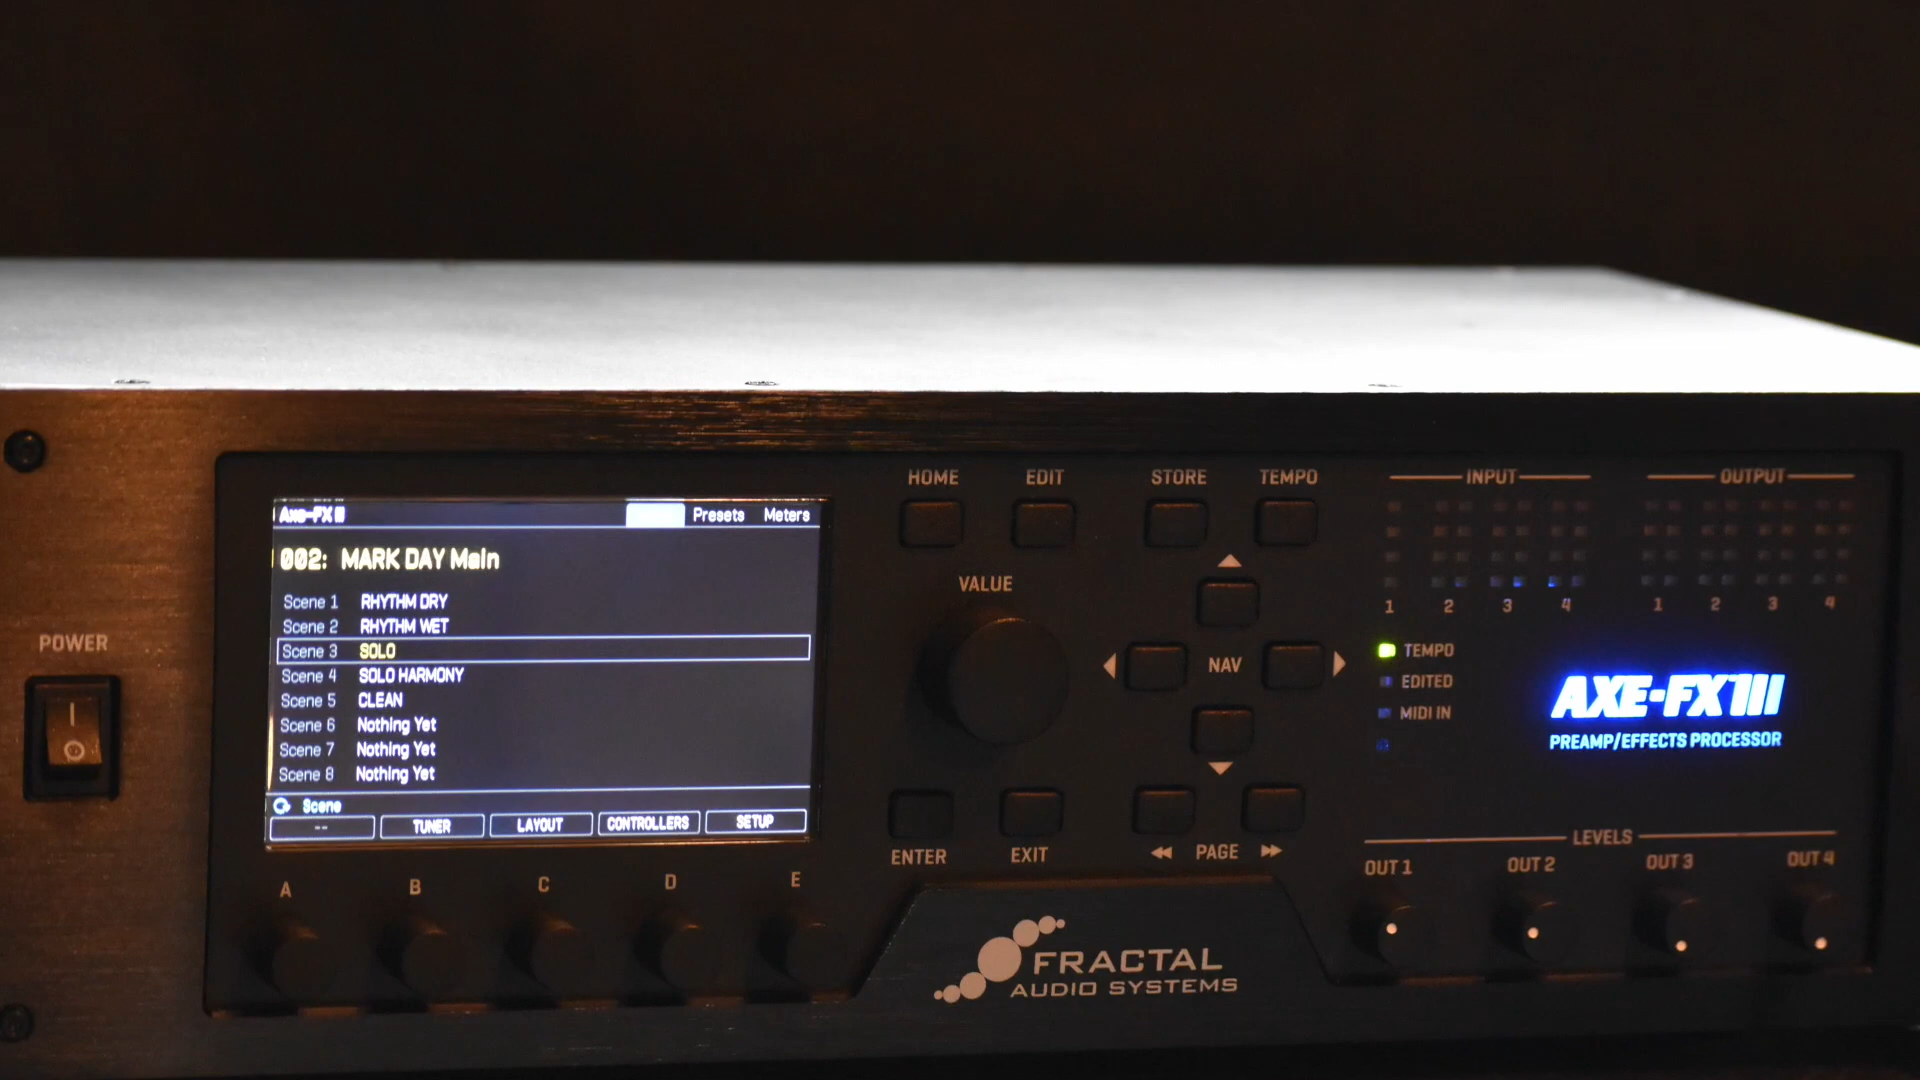 HOME EDIT STORE TEMPO
INPUT OUTPUT
Axe-FX III Presets Meters
002: MARK DAY Main
Scene 1 RHYTHM DRY
Scene 2 RHYTHM WET
Scene 3 SOLO
Scene 4 SOLO HARMONY
Scene 5 CLEAN
Scene 6 Nothing Yet
Scene 7 Nothing Yet
Scene 8 Nothing Yet
Scene
-- TUNER LAYOUT CONTROLLERS SETUP
POWER
A B C D E
VALUE
NAV
ENTER EXIT PAGE
1 2 3 4 1 2 3 4
TEMPO
EDITED
MIDI IN
AXE-FX III
PREAMP/EFFECTS PROCESSOR
LEVELS
OUT 1 OUT 2 OUT 3 OUT 4
FRACTAL
AUDIO SYSTEMS